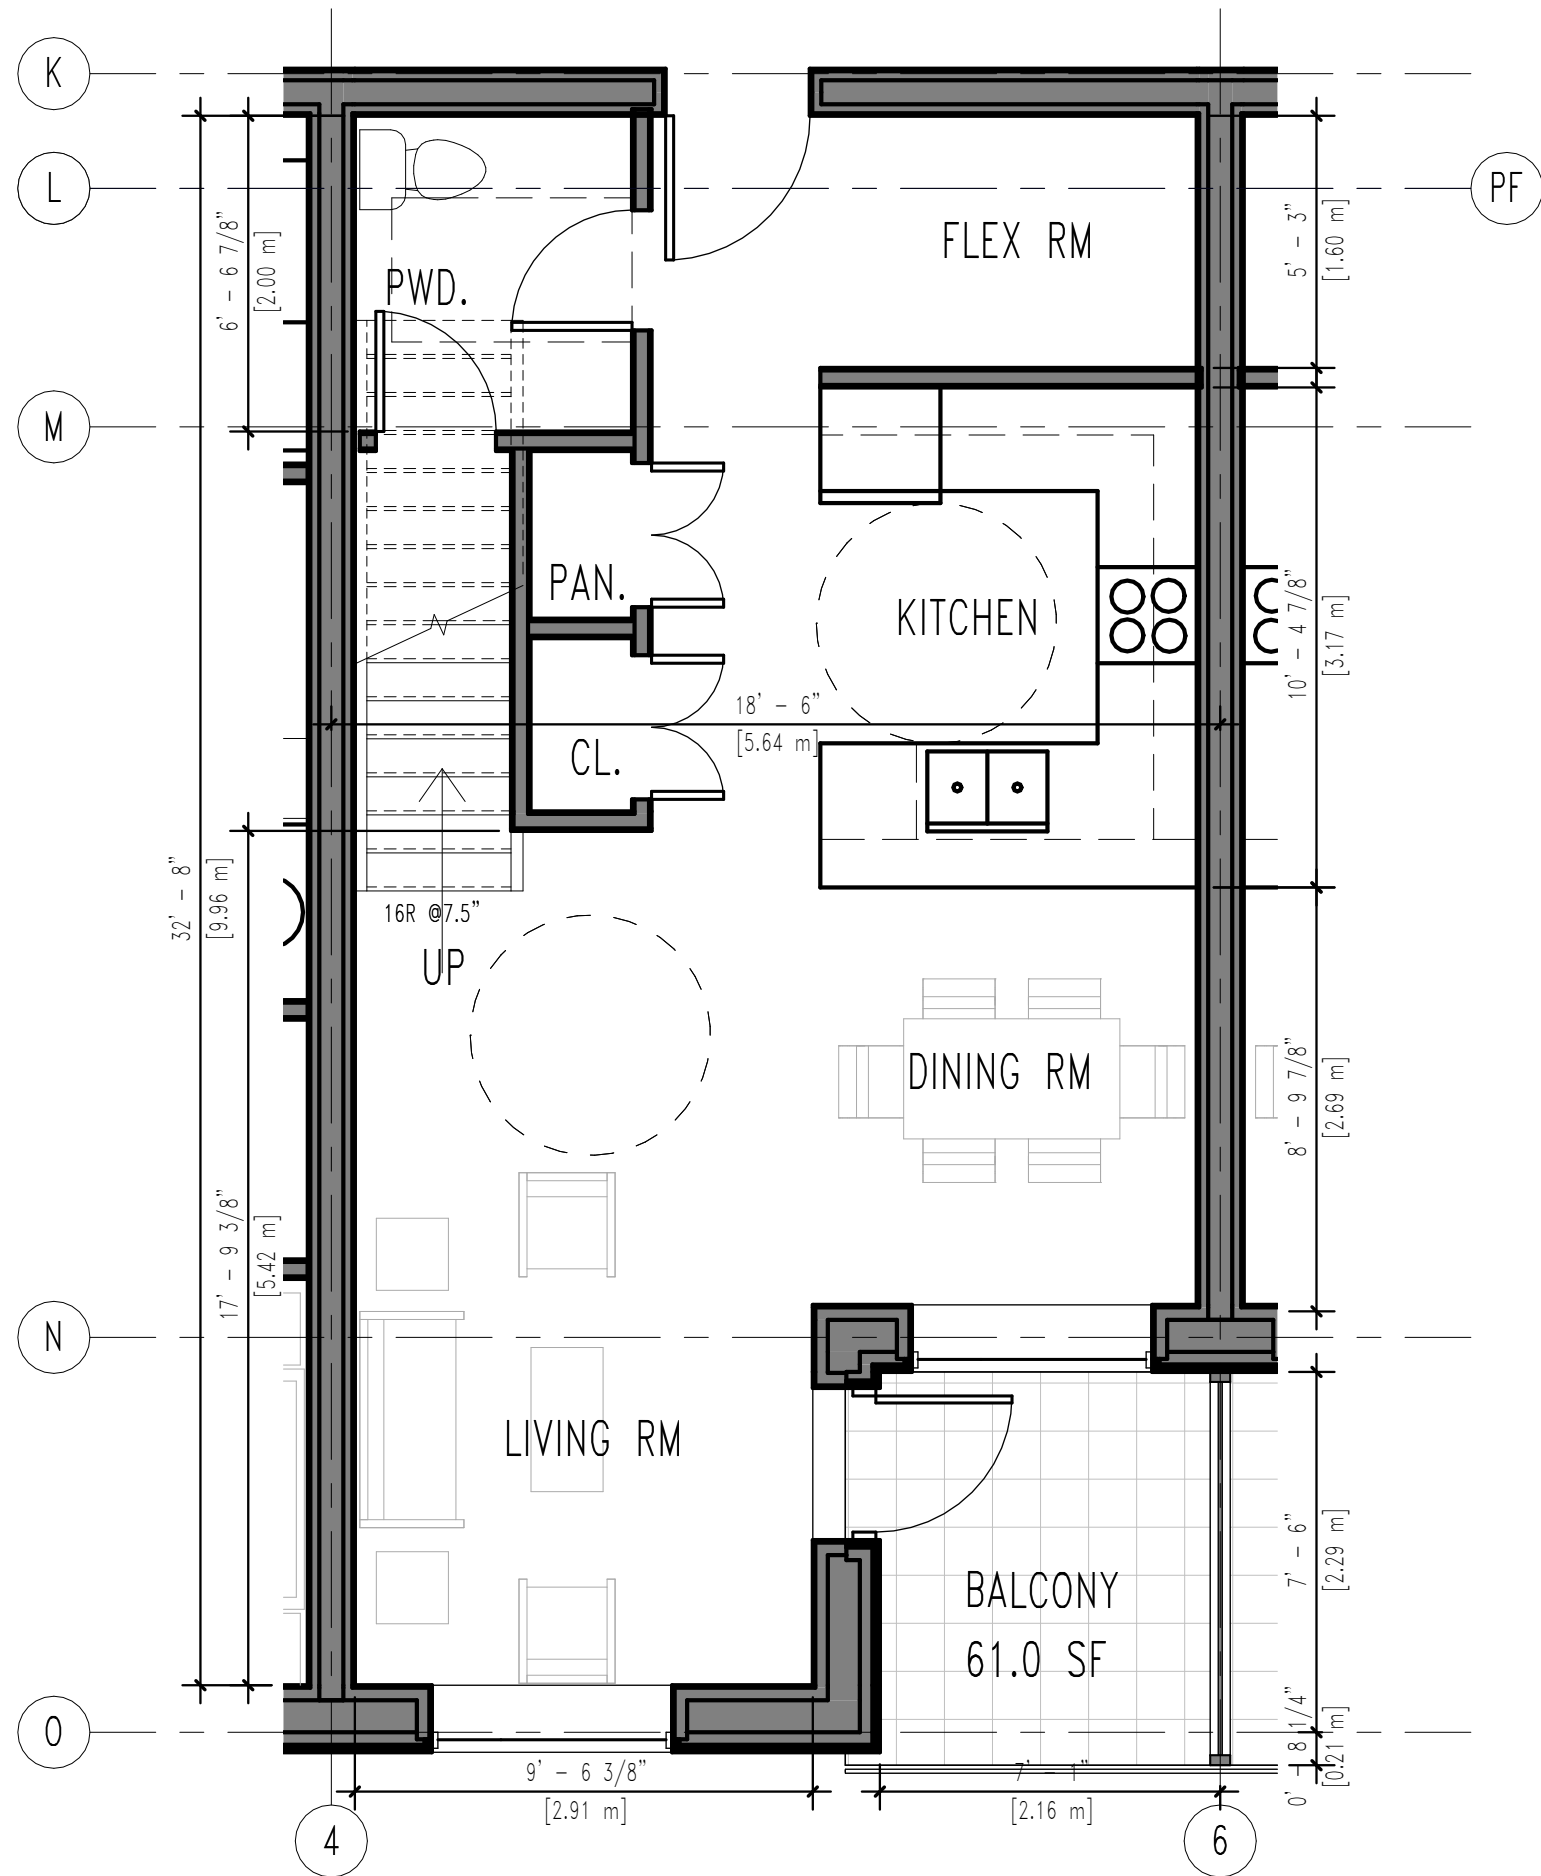 K
L
PF
FLEX RM
5' - 3"
[1.60 m]
6' - 6 7/8"
[2.00 m]
PWD.
M
PAN.
KITCHEN
10' - 4 7/8"
[3.17 m]
18' - 6"
[5.64 m]
CL.
32' - 8"
[9.96 m]
16R @7.5"
UP
DINING RM
8' - 9 7/8"
[2.69 m]
17' - 9 3/8"
[5.42 m]
N
LIVING RM
7' - 6"
[2.29 m]
BALCONY
61.0 SF
O
0' - 8 1/4"
[0.21 m]
9' - 6 3/8"
[2.91 m]
7' - 1"
[2.16 m]
4
6